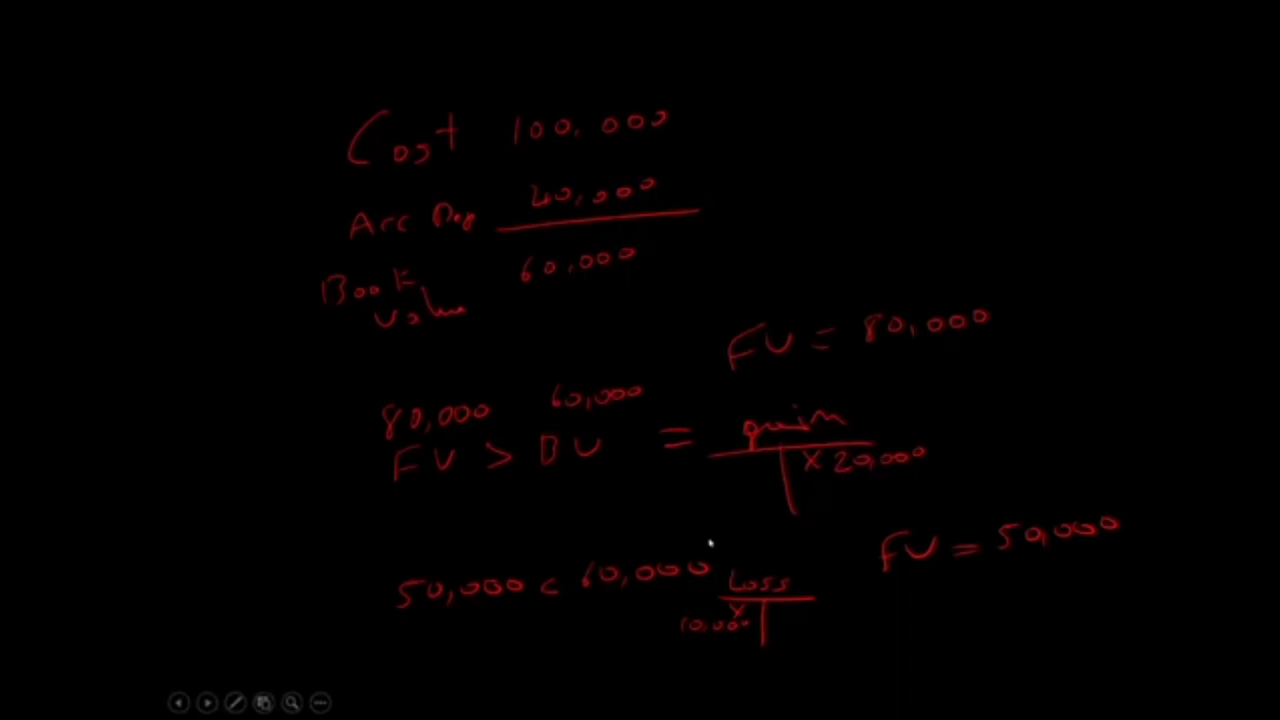 Cost 100,000
Acc Dep 40,000
Book Value 60,000
FV = 80,000
80,000 60,000
FV > BV = gain
X 20,000
FV = 50,000
50,000 < 60,000 Loss
X
10,000